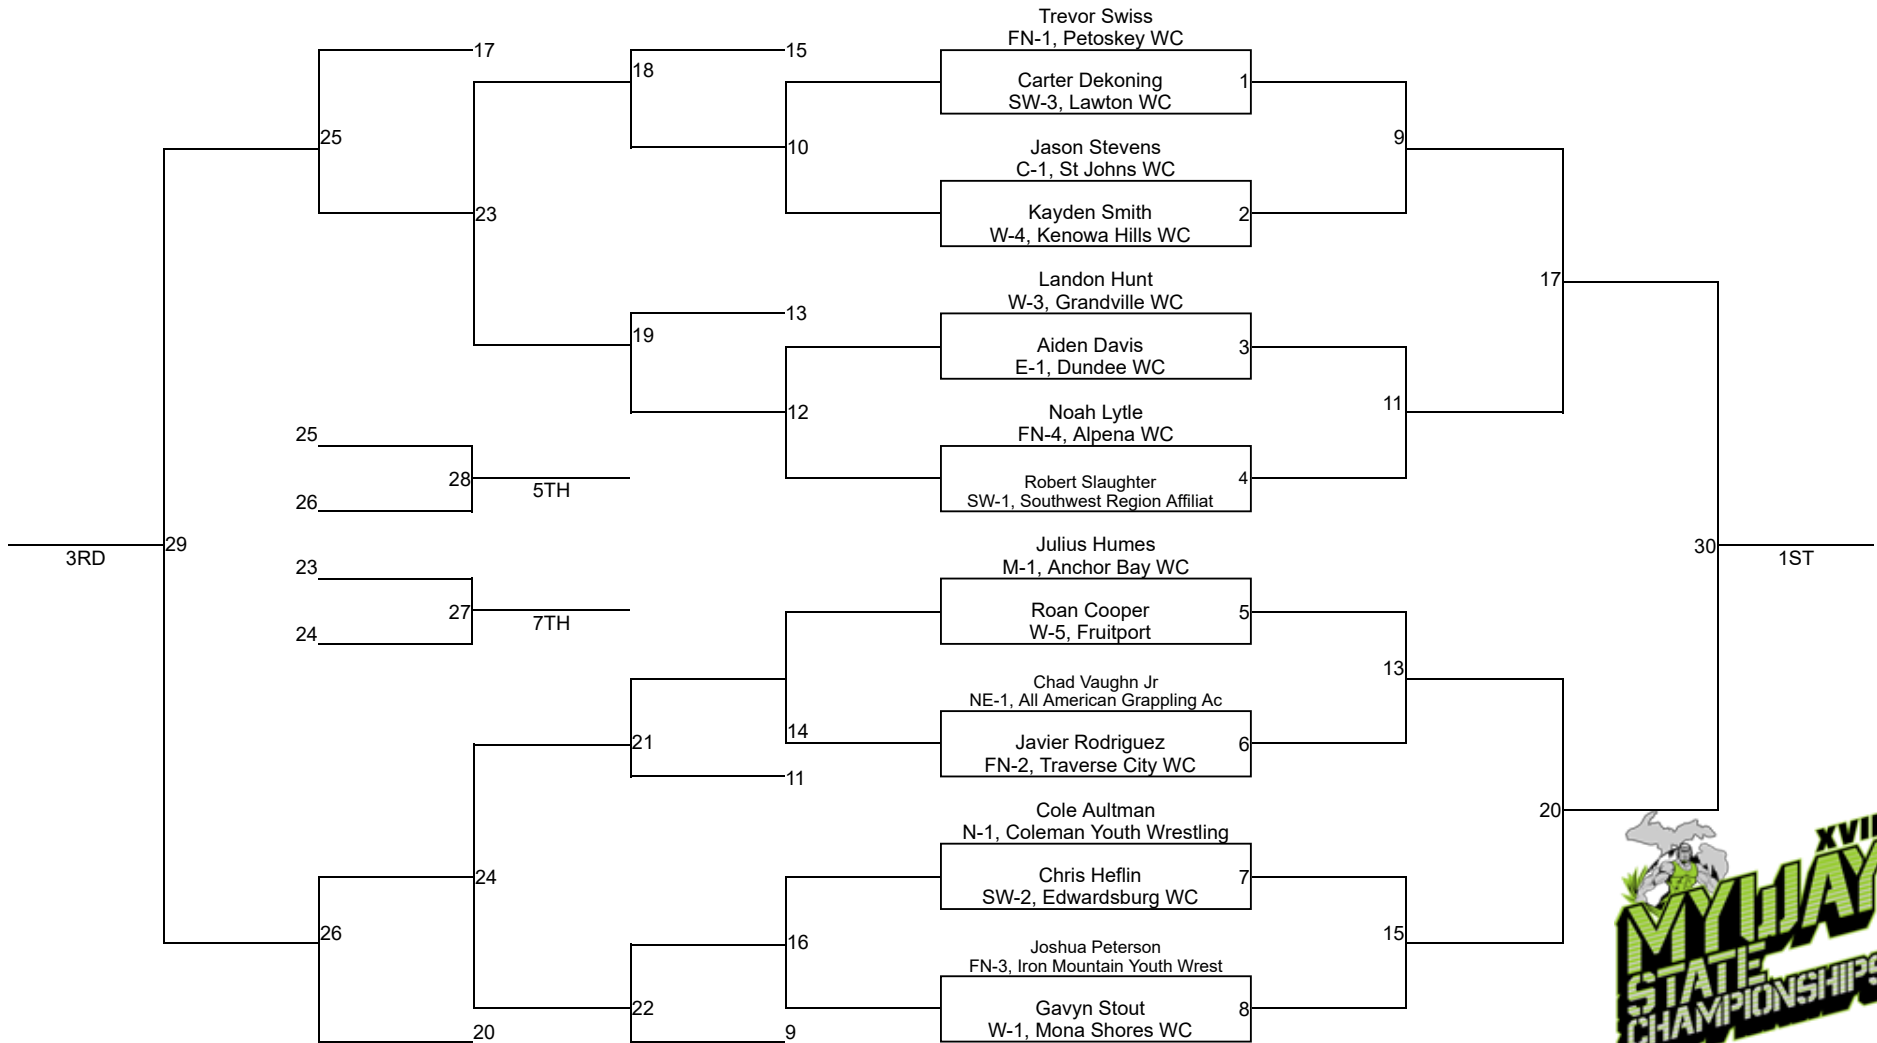 Trevor Swiss
FN-1, Petoskey WC
17
15
18
Carter Dekoning
1
SW-3, Lawton WC
25
10
9
Jason Stevens
C-1, St Johns WC
23
Kayden Smith
2
W-4, Kenowa Hills WC
Landon Hunt
17
W-3, Grandville WC
13
19
Aiden Davis
3
E-1, Dundee WC
12
11
Noah Lytle
25
FN-4, Alpena WC
28
Robert Slaughter
4
5TH
26
SW-1, Southwest Region Affiliat
29
3RD
Julius Humes
30
1ST
23
M-1, Anchor Bay WC
27
Roan Cooper
5
7TH
24
W-5, Fruitport
13
Chad Vaughn Jr
NE-1, All American Grappling Ac
14
21
Javier Rodriguez
6
FN-2, Traverse City WC
11
Cole Aultman
20
N-1, Coleman Youth Wrestling
24
Chris Heflin
7
SW-2, Edwardsburg WC
26
16
Joshua Peterson
15
FN-3, Iron Mountain Youth Wrest
22
Gavyn Stout
8
W-1, Mona Shores WC
20
9
MYWAY
STATE
CHAMPIONSHIPS